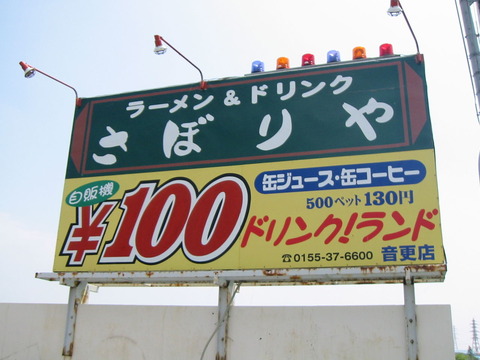 ラーメン&ドリンク
さぼりや
自販機
¥100
缶ジュース・缶コーヒー
500ペット130円
ドリンク!ランド
☎0155-37-6600 音更店